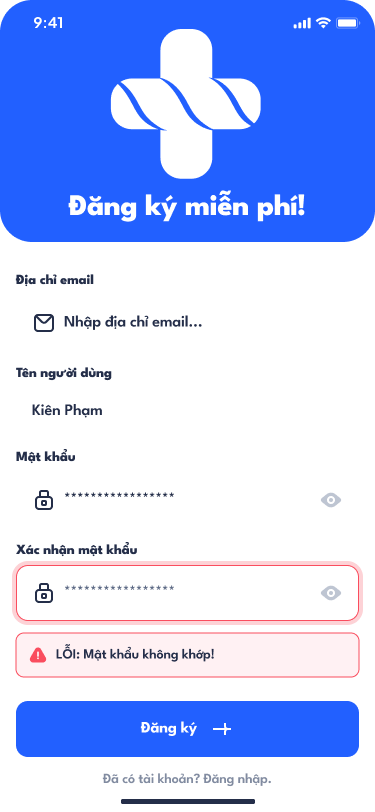 9:41
Đăng ký miễn phí!
Địa chỉ email
Nhập địa chỉ email...
Tên người dùng
Kiên Phạm
Mật khẩu
*****************
Xác nhận mật khẩu
*****************
LỖI: Mật khẩu không khớp!
Đăng ký
Đã có tài khoản? Đăng nhập.